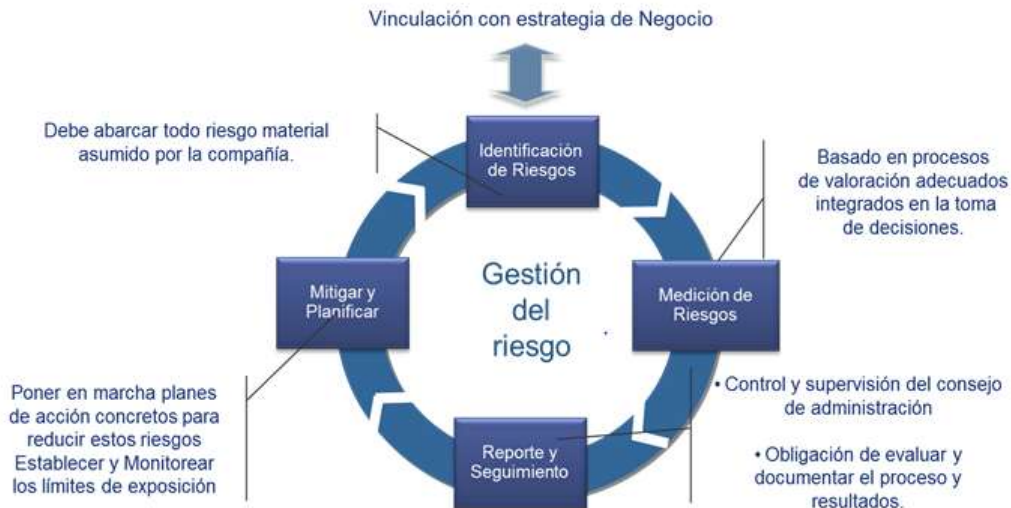 Vinculación con estrategia de Negocio
Debe abarcar todo riesgo material
asumido por la compañía.
Identificación
de Riesgos
Basado en procesos
de valoración adecuados
integrados en la toma
de decisiones.
Gestión
del
riesgo
Mitigar y
Planificar
Medición de
Riesgos
Poner en marcha planes
de acción concretos para
reducir estos riesgos
Establecer y Monitorear
los límites de exposición
Reporte y
Seguimiento
• Control y supervisión del consejo
de administración
• Obligación de evaluar y
documentar el proceso y
resultados.